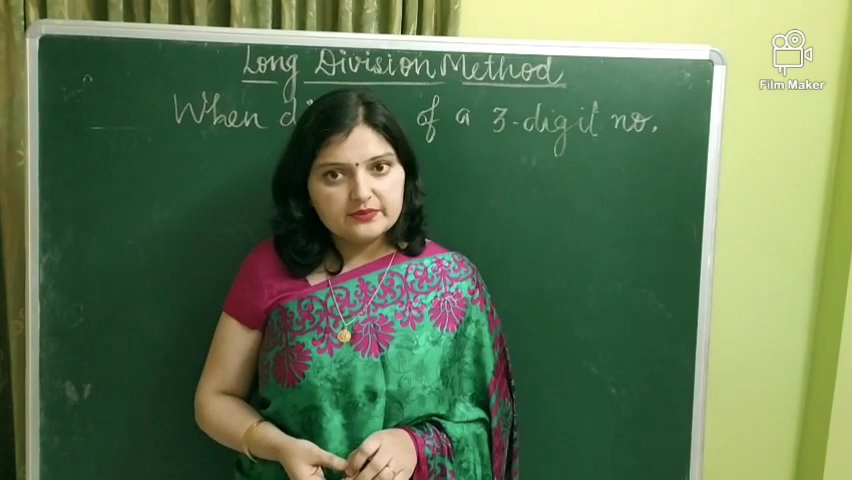 Long Division Method
When of a 3-digit no.
Film Maker